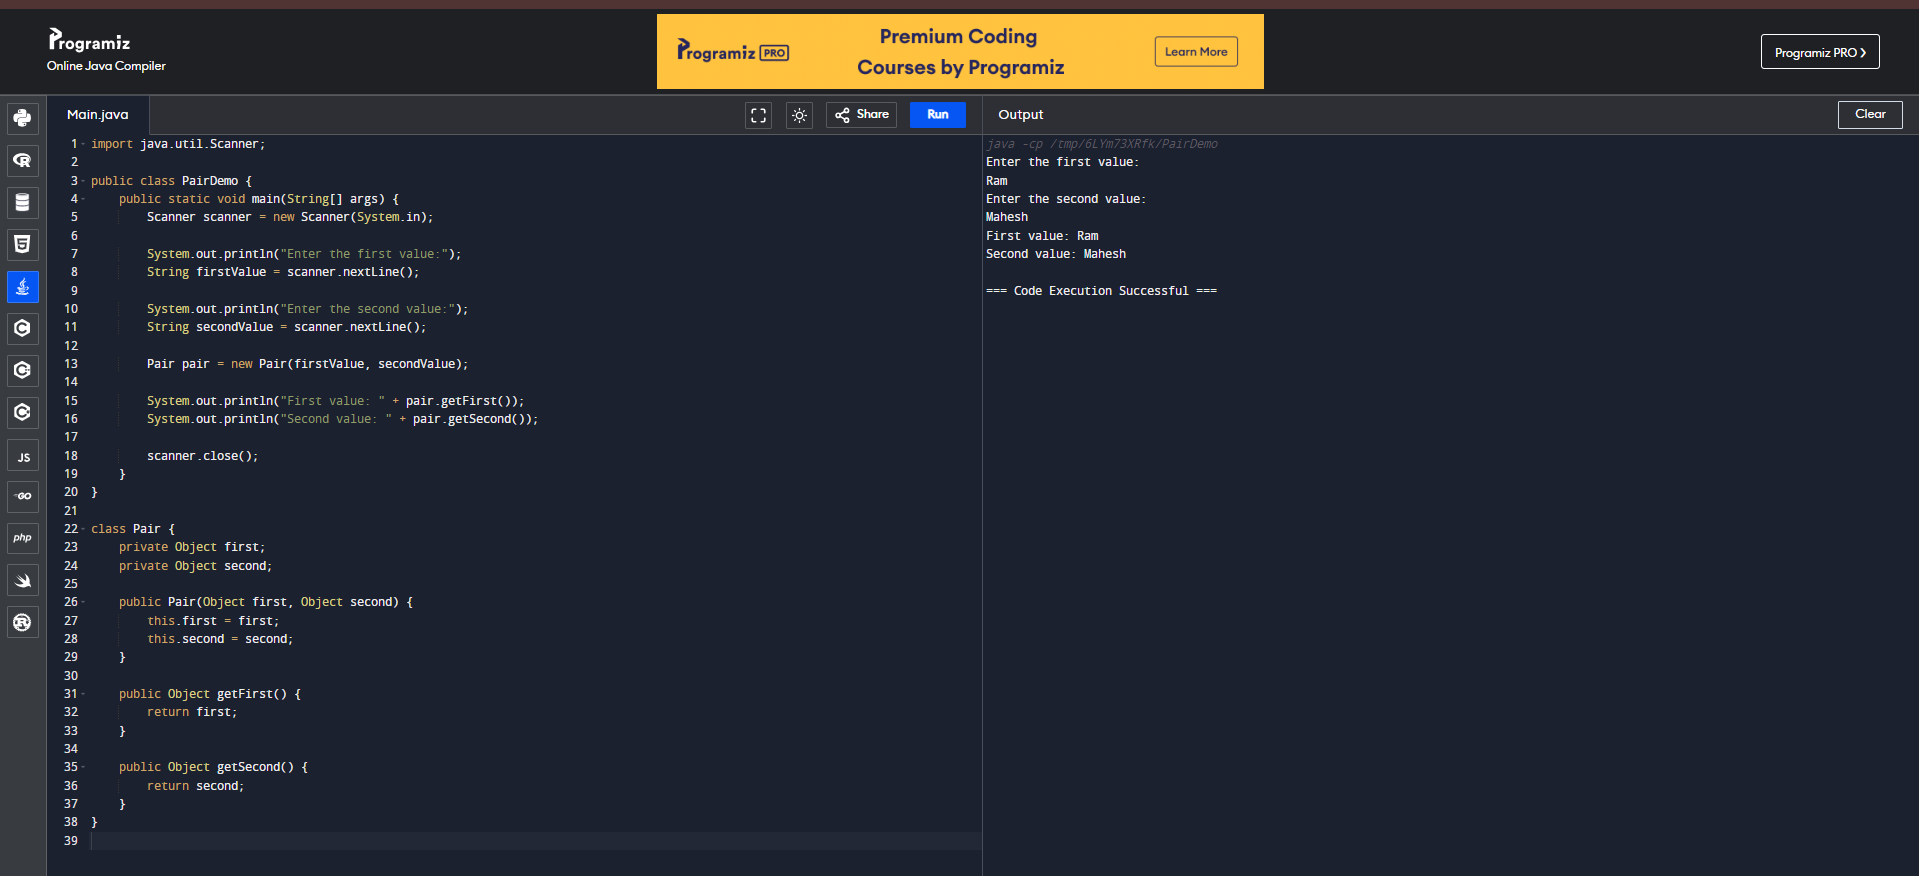 Programiz
Online Java Compiler
Programiz PRO
Premium Coding
Courses by Programiz
Learn More
Programiz PRO
Main.java
Share
Run
Output
Clear
1 import java.util.Scanner;
2
3 public class PairDemo {
4     public static void main(String[] args) {
5         Scanner scanner = new Scanner(System.in);
6
7         System.out.println("Enter the first value:");
8         String firstValue = scanner.nextLine();
9
10         System.out.println("Enter the second value:");
11         String secondValue = scanner.nextLine();
12
13         Pair pair = new Pair(firstValue, secondValue);
14
15         System.out.println("First value: " + pair.getFirst());
16         System.out.println("Second value: " + pair.getSecond());
17
18         scanner.close();
19     }
20 }
21
22 class Pair {
23     private Object first;
24     private Object second;
25
26     public Pair(Object first, Object second) {
27         this.first = first;
28         this.second = second;
29     }
30
31     public Object getFirst() {
32         return first;
33     }
34
35     public Object getSecond() {
36         return second;
37     }
38 }
39
java -cp /tmp/6LYm73XRfk/PairDemo
Enter the first value:
Ram
Enter the second value:
Mahesh
First value: Ram
Second value: Mahesh
=== Code Execution Successful ===
R
5
C
C
C
JS
GO
php
R